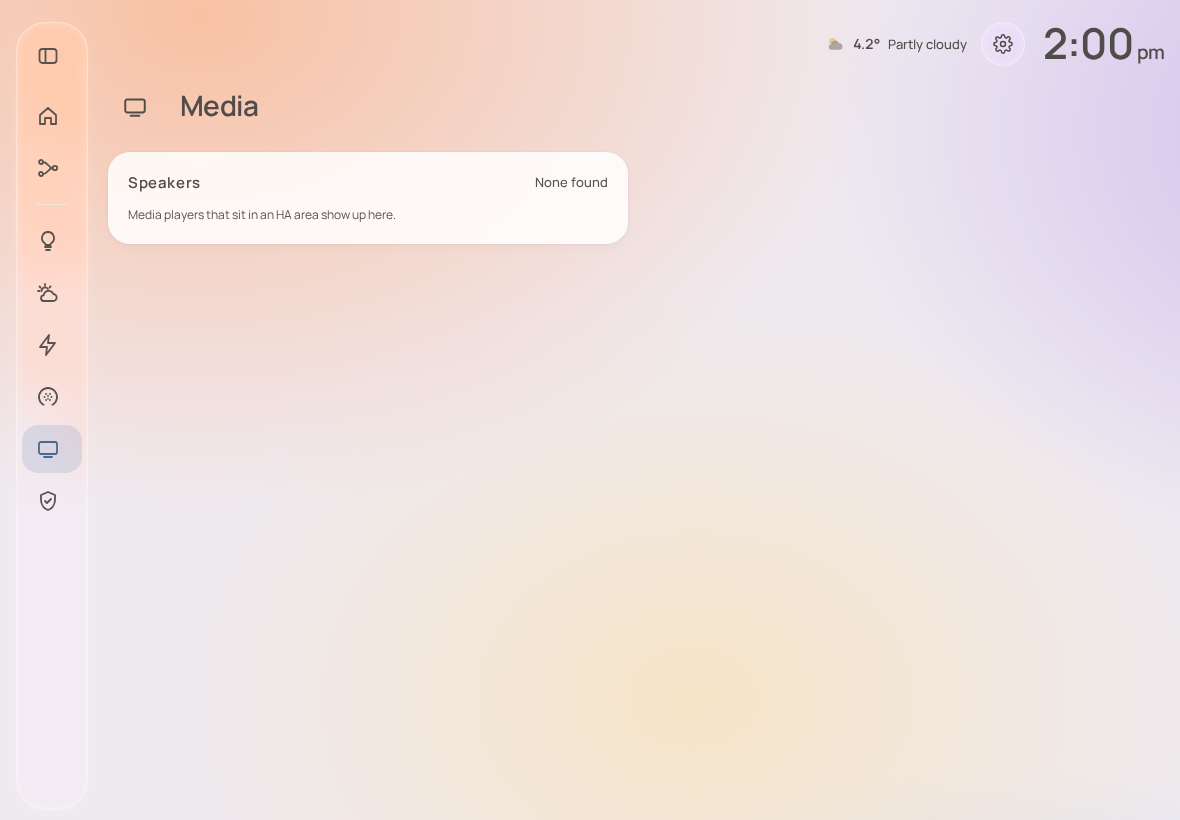 4.2° Partly cloudy
2:00 pm
Media
Speakers
None found
Media players that sit in an HA area show up here.